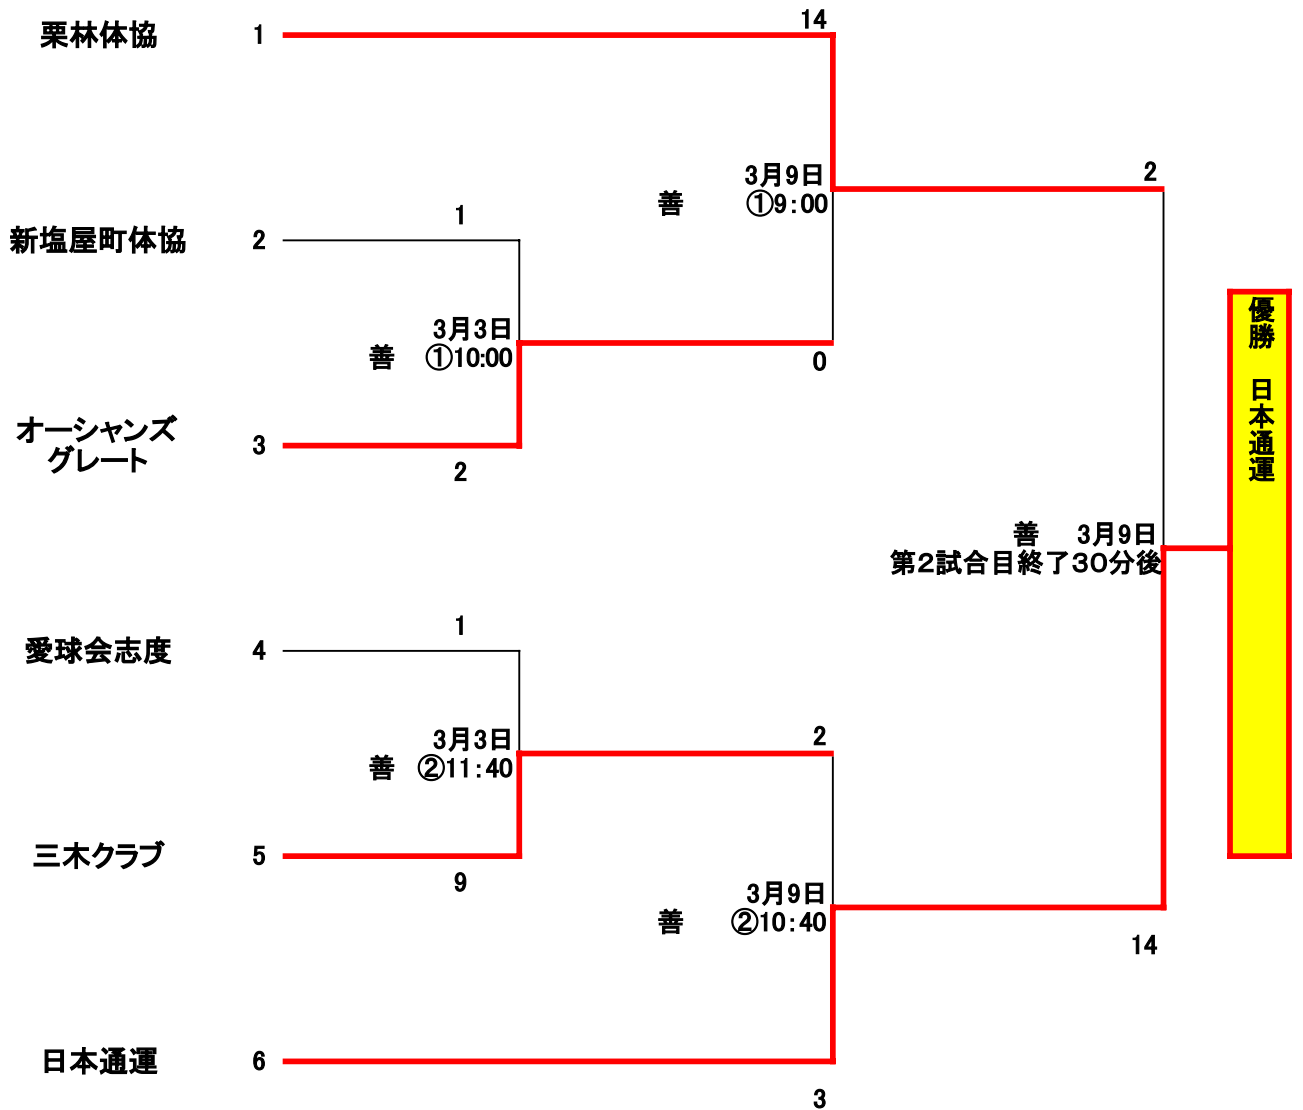 栗林体協 1
14
3月9日
善 ①9:00
2
新塩屋町体協 2
1
3月3日
善 ①10:00
0
オーシャンズ
グレート
3
2
優勝 日本通運
善 3月9日
第2試合目終了30分後
愛球会志度 4
1
3月3日
善 ②11:40
2
三木クラブ 5
9
3月9日
善 ②10:40
14
日本通運 6
3